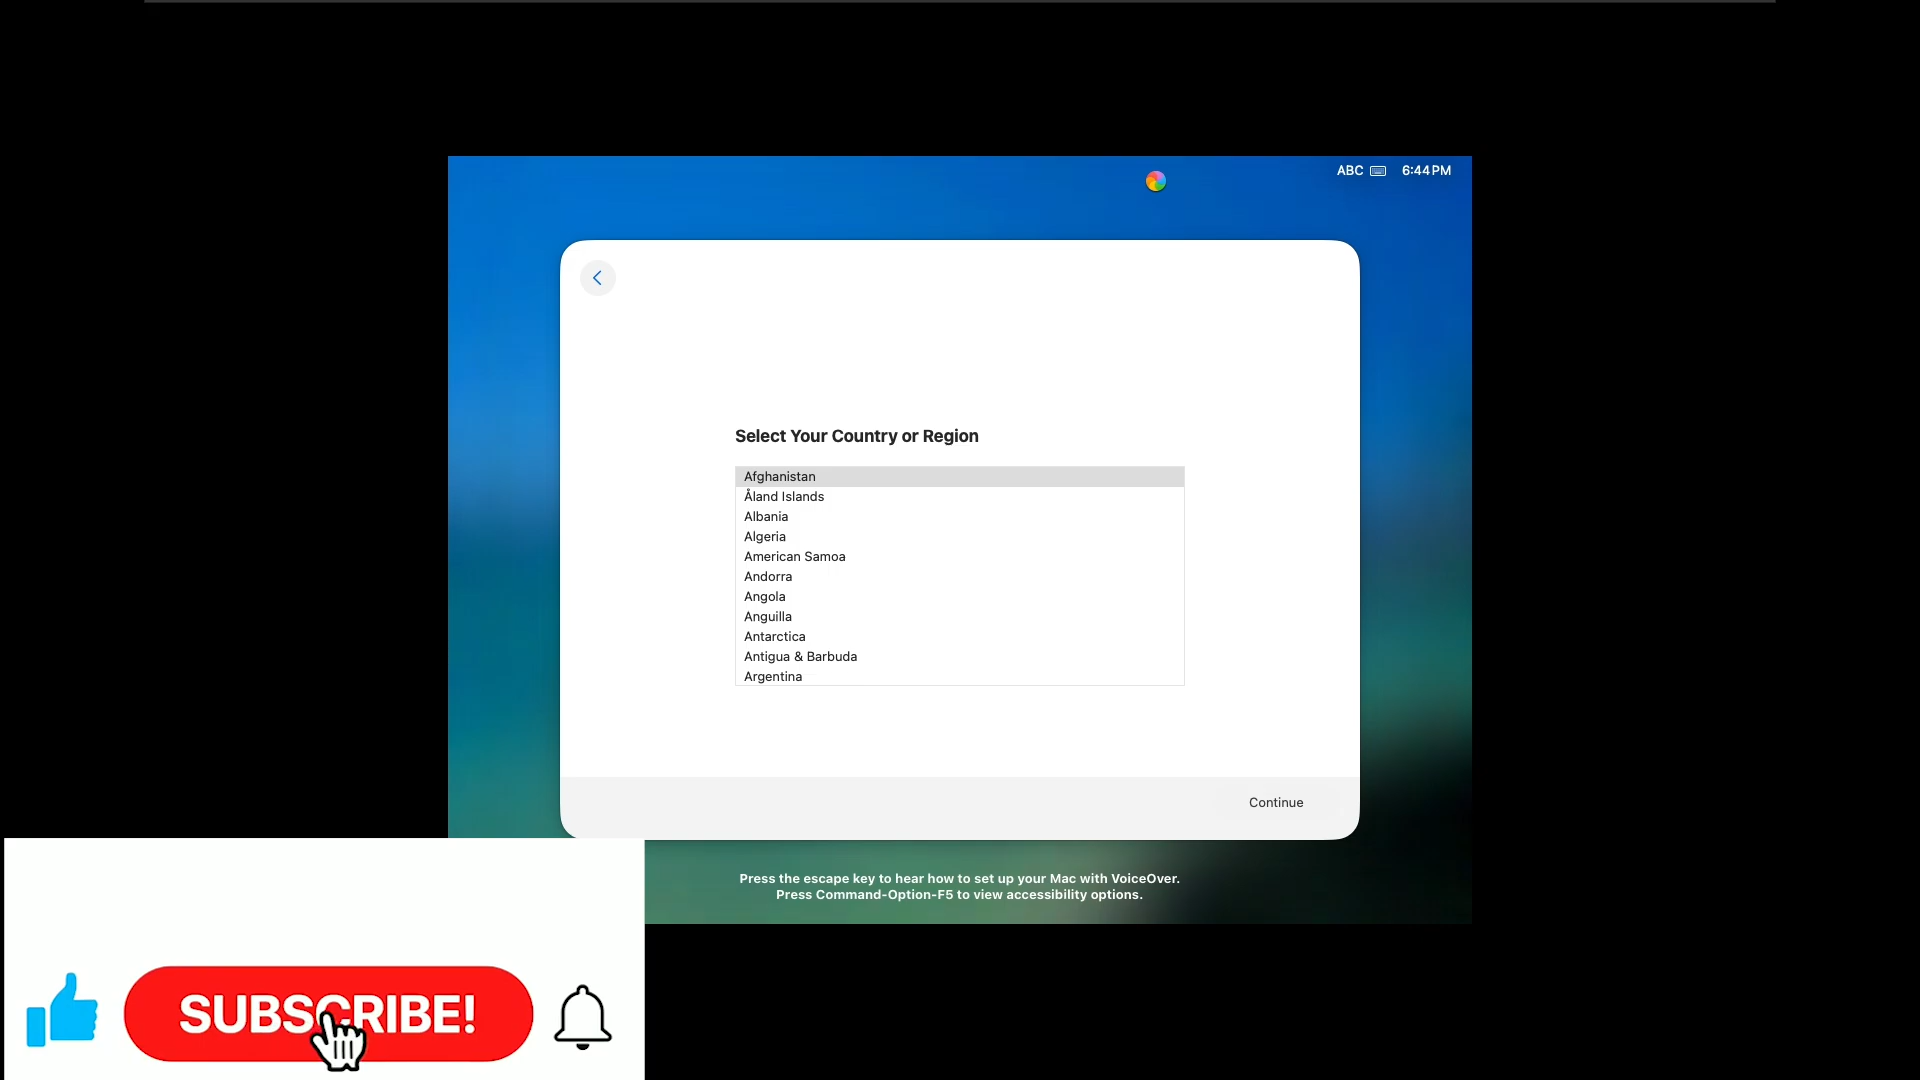 ABC 6:44 PM
Select Your Country or Region
Afghanistan
Åland Islands
Albania
Algeria
American Samoa
Andorra
Angola
Anguilla
Antarctica
Antigua & Barbuda
Argentina
Continue
Press the escape key to hear how to set up your Mac with VoiceOver.
Press Command-Option-F5 to view accessibility options.
SUBSCRIBE!